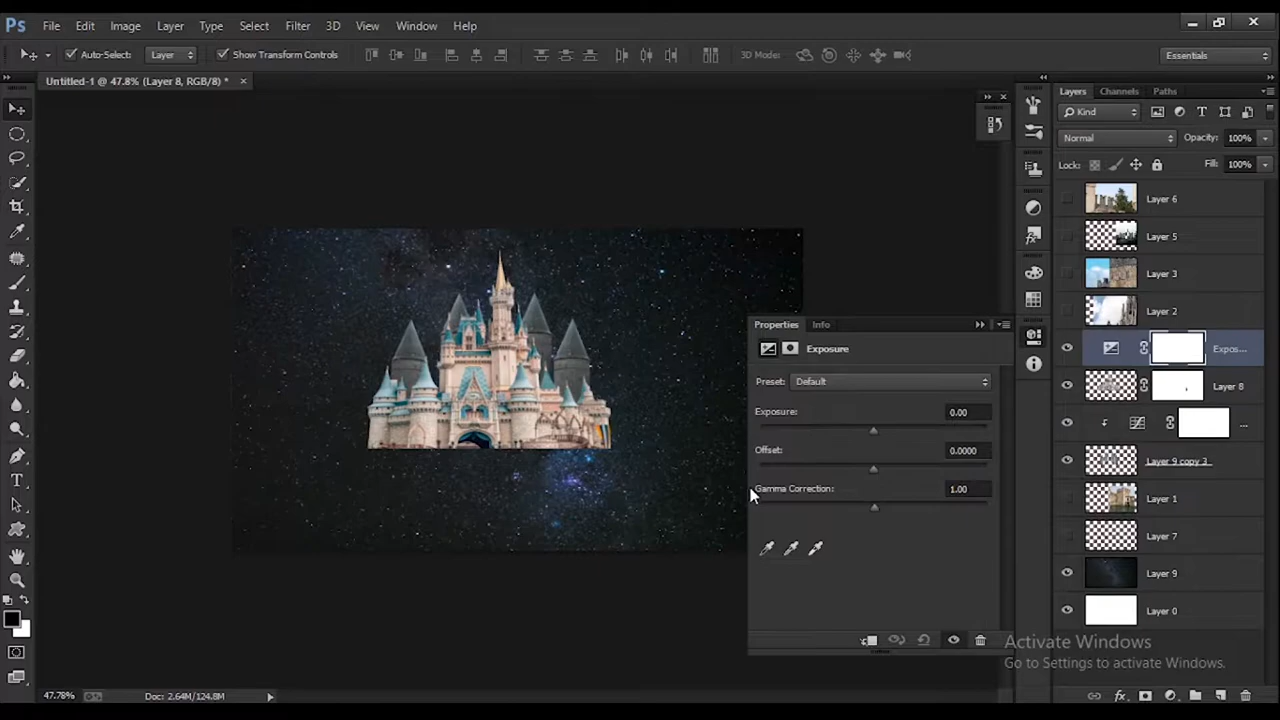 Ps File Edit Image Layer Type Select Filter 3D View Window Help
Auto-Select: Layer Show Transform Controls 3D Mode: Essentials
Untitled-1 @ 47.8% (Layer 8, RGB/8) * ×
Layers Channels Paths
Kind
Normal Opacity: 100%
Lock: Fill: 100%
Layer 6
Layer 5
Layer 3
Layer 2
Expos...
Layer 8
...
Layer 9 copy 3
Layer 1
Layer 7
Layer 9
Layer 0
Properties Info
Exposure
Preset: Default
Exposure: 0.00
Offset: 0.0000
Gamma Correction: 1.00
Activate Windows
Go to Settings to activate Windows.
47.78% Doc: 2.64M/124.8M